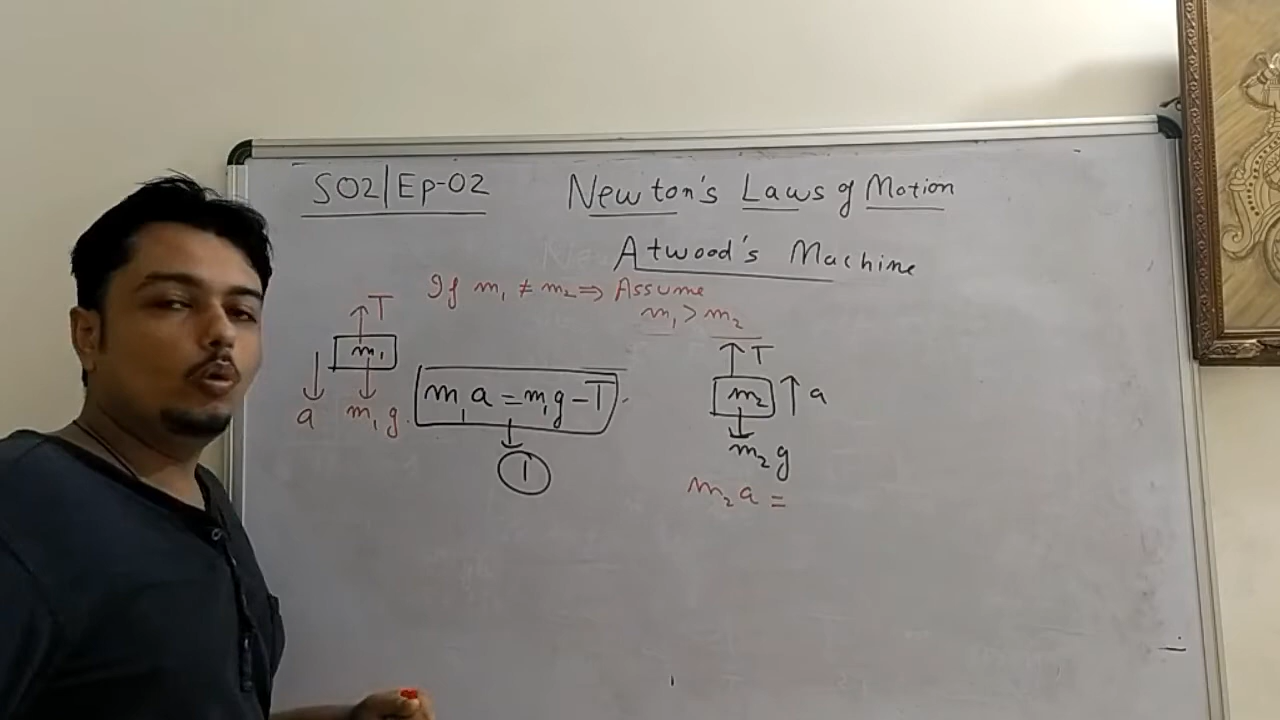 S02|Ep-02
Newton's Laws of Motion
Atwood's Machine
If m₁ ≠ m₂ ⇒ Assume
m₁ > m₂
T
m₁
a
m₁g
m₁a = m₁g - T
1
T
m₂
a
m₂g
m₂a =